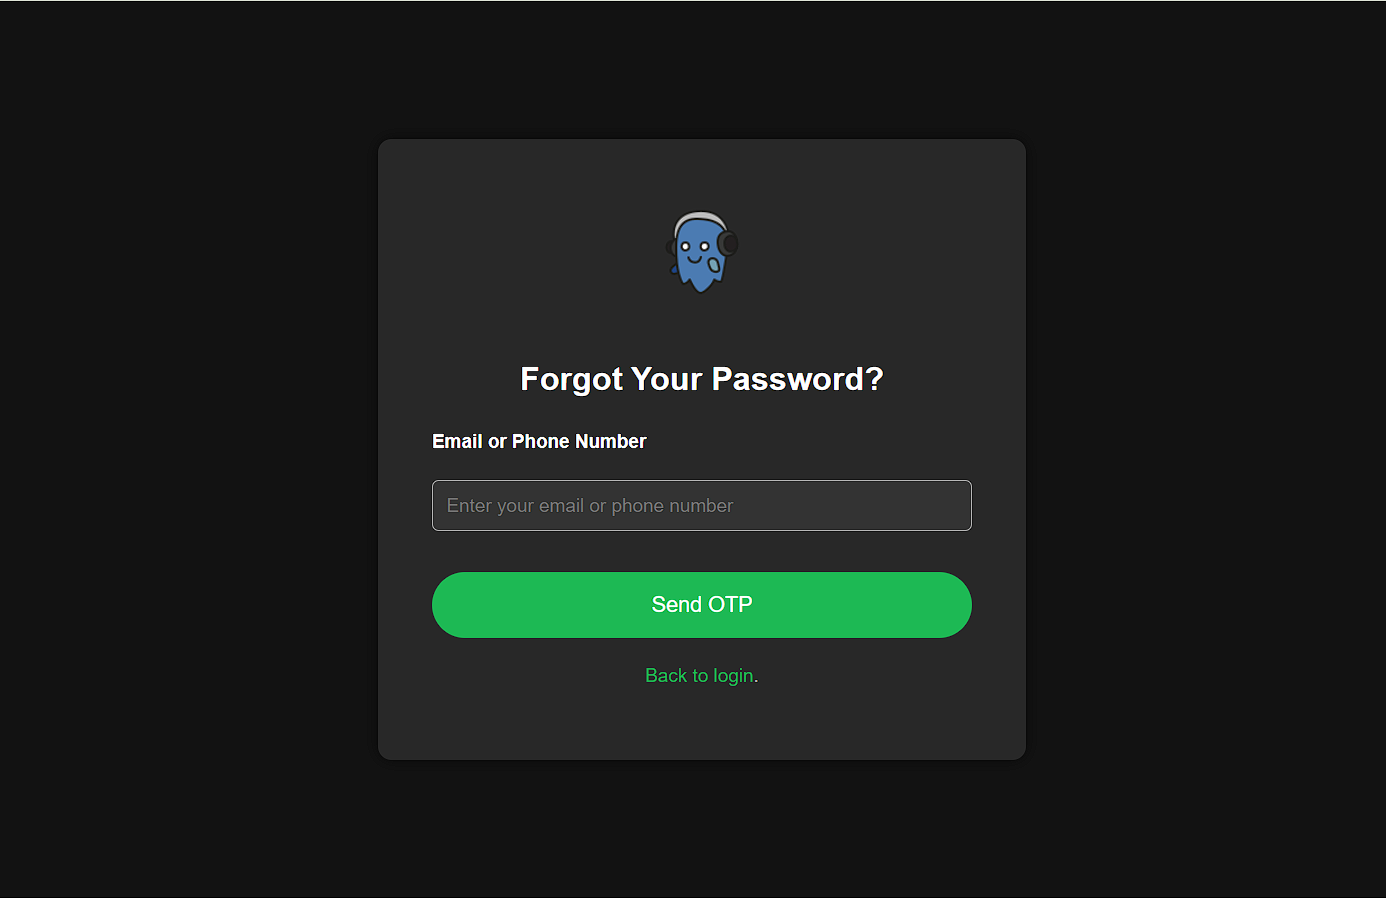 Forgot Your Password?
Email or Phone Number
Enter your email or phone number
Send OTP
Back to login.